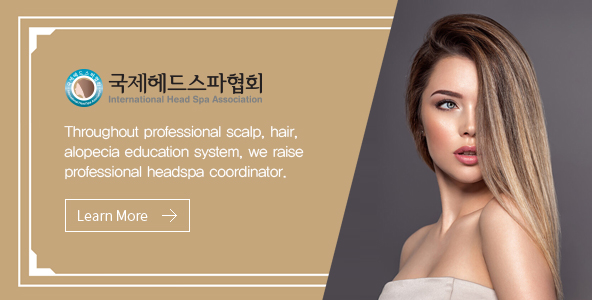 국제헤드스파협회
International Head Spa Association
Throughout professional scalp, hair,
alopecia education system, we raise
professional headspa coordinator.
Learn More